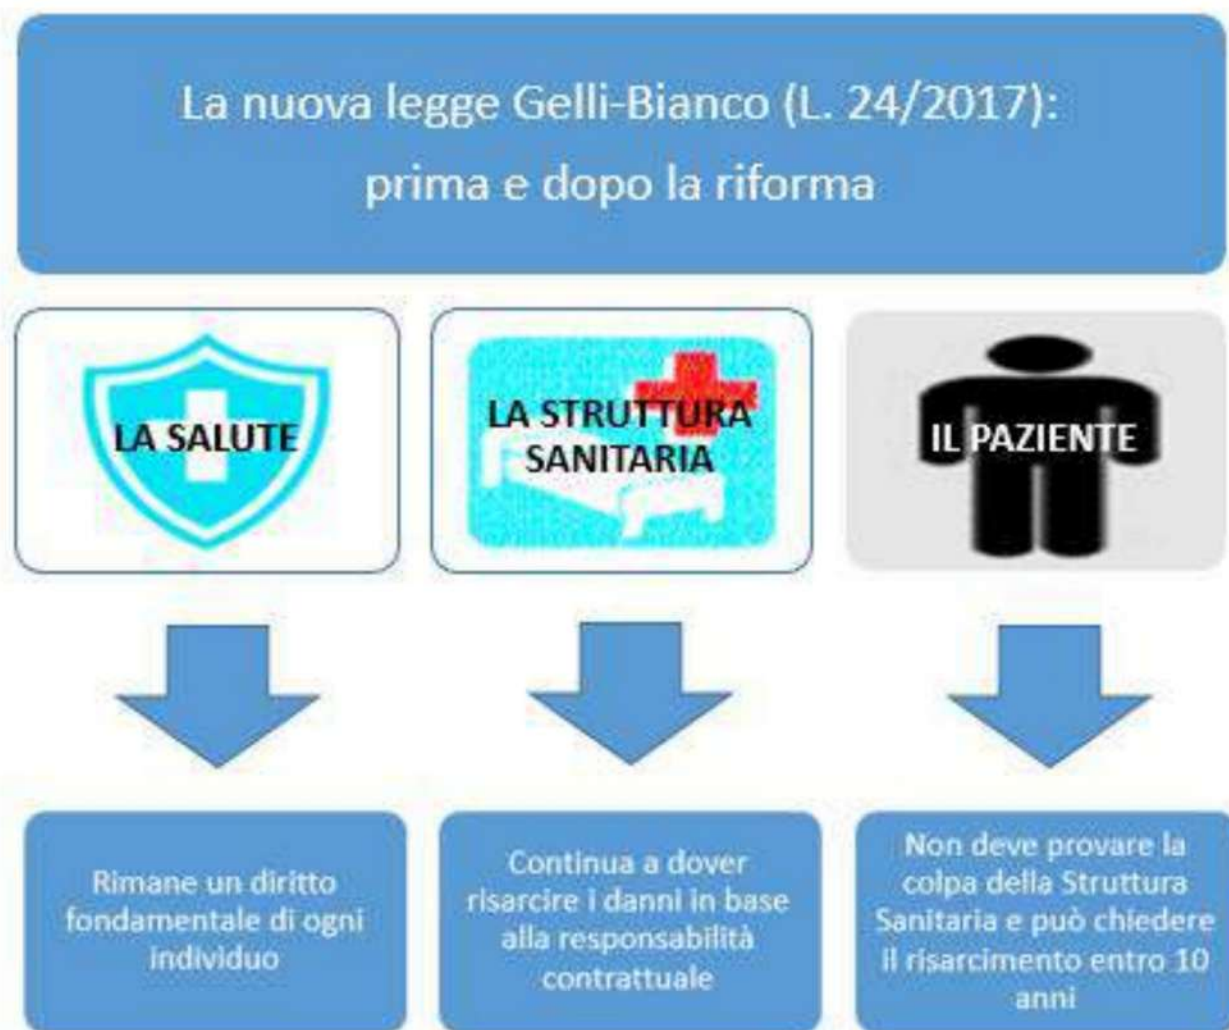 La nuova legge Gelli-Bianco (L. 24/2017):
prima e dopo la riforma
LA SALUTE
LA STRUTTURA
SANITARIA
IL PAZIENTE
Rimane un diritto
fondamentale di ogni
individuo
Continua a dover
risarcire i danni in base
alla responsabilità
contrattuale
Non deve provare la
colpa della Struttura
Sanitaria e può chiedere
il risarcimento entro 10
anni